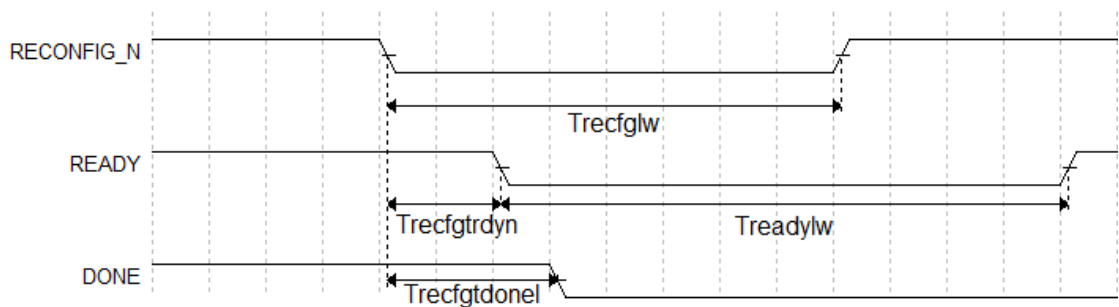 RECONFIG_N
Trecfglw
READY
Trecfgtrdyn
Treadylw
DONE
Trecfgtdonel